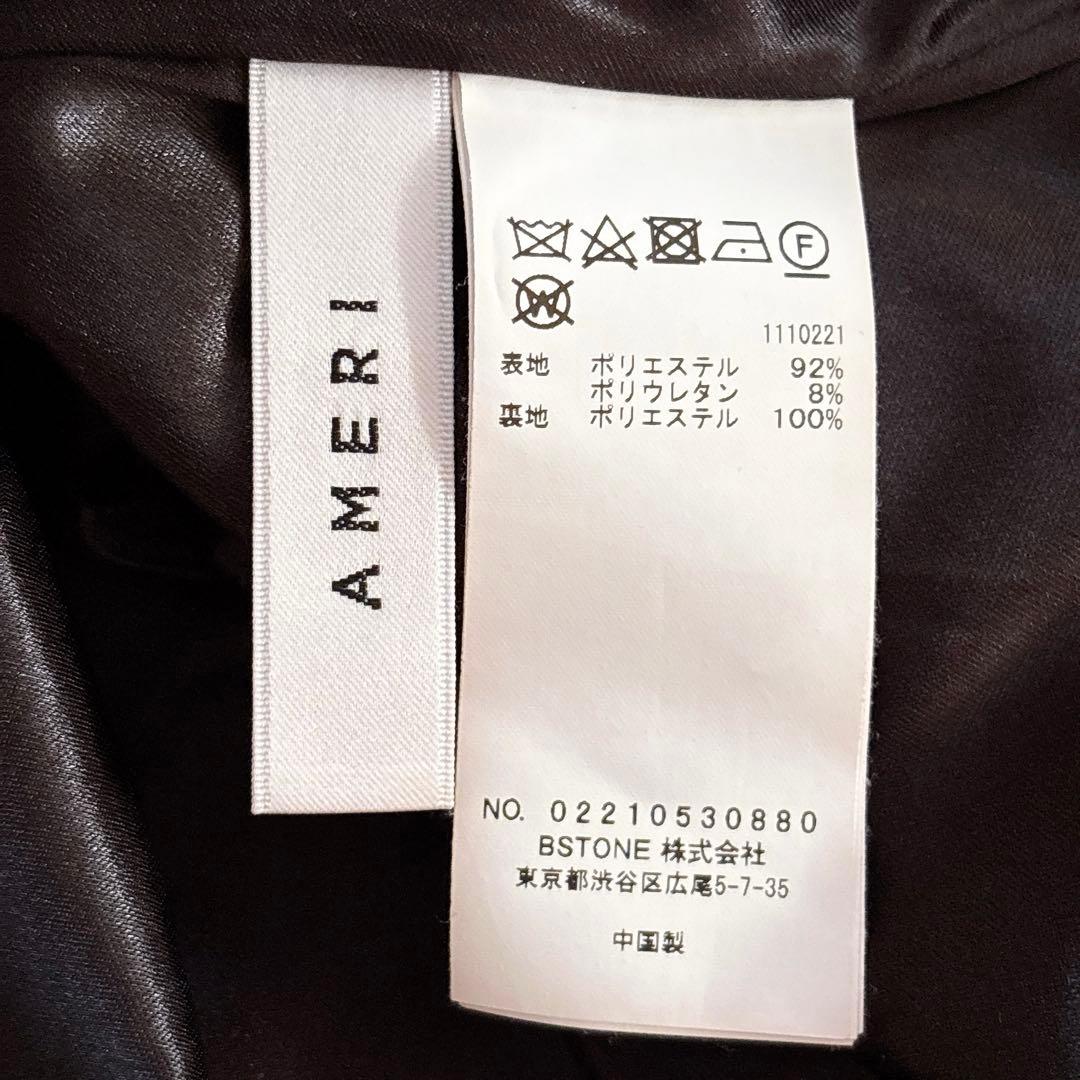 AMERI
F
W
1110221
表地 ポリエステル 92%
ポリウレタン 8%
裏地 ポリエステル 100%
NO. 02210530880
BSTONE 株式会社
東京都渋谷区広尾5-7-35
中国製